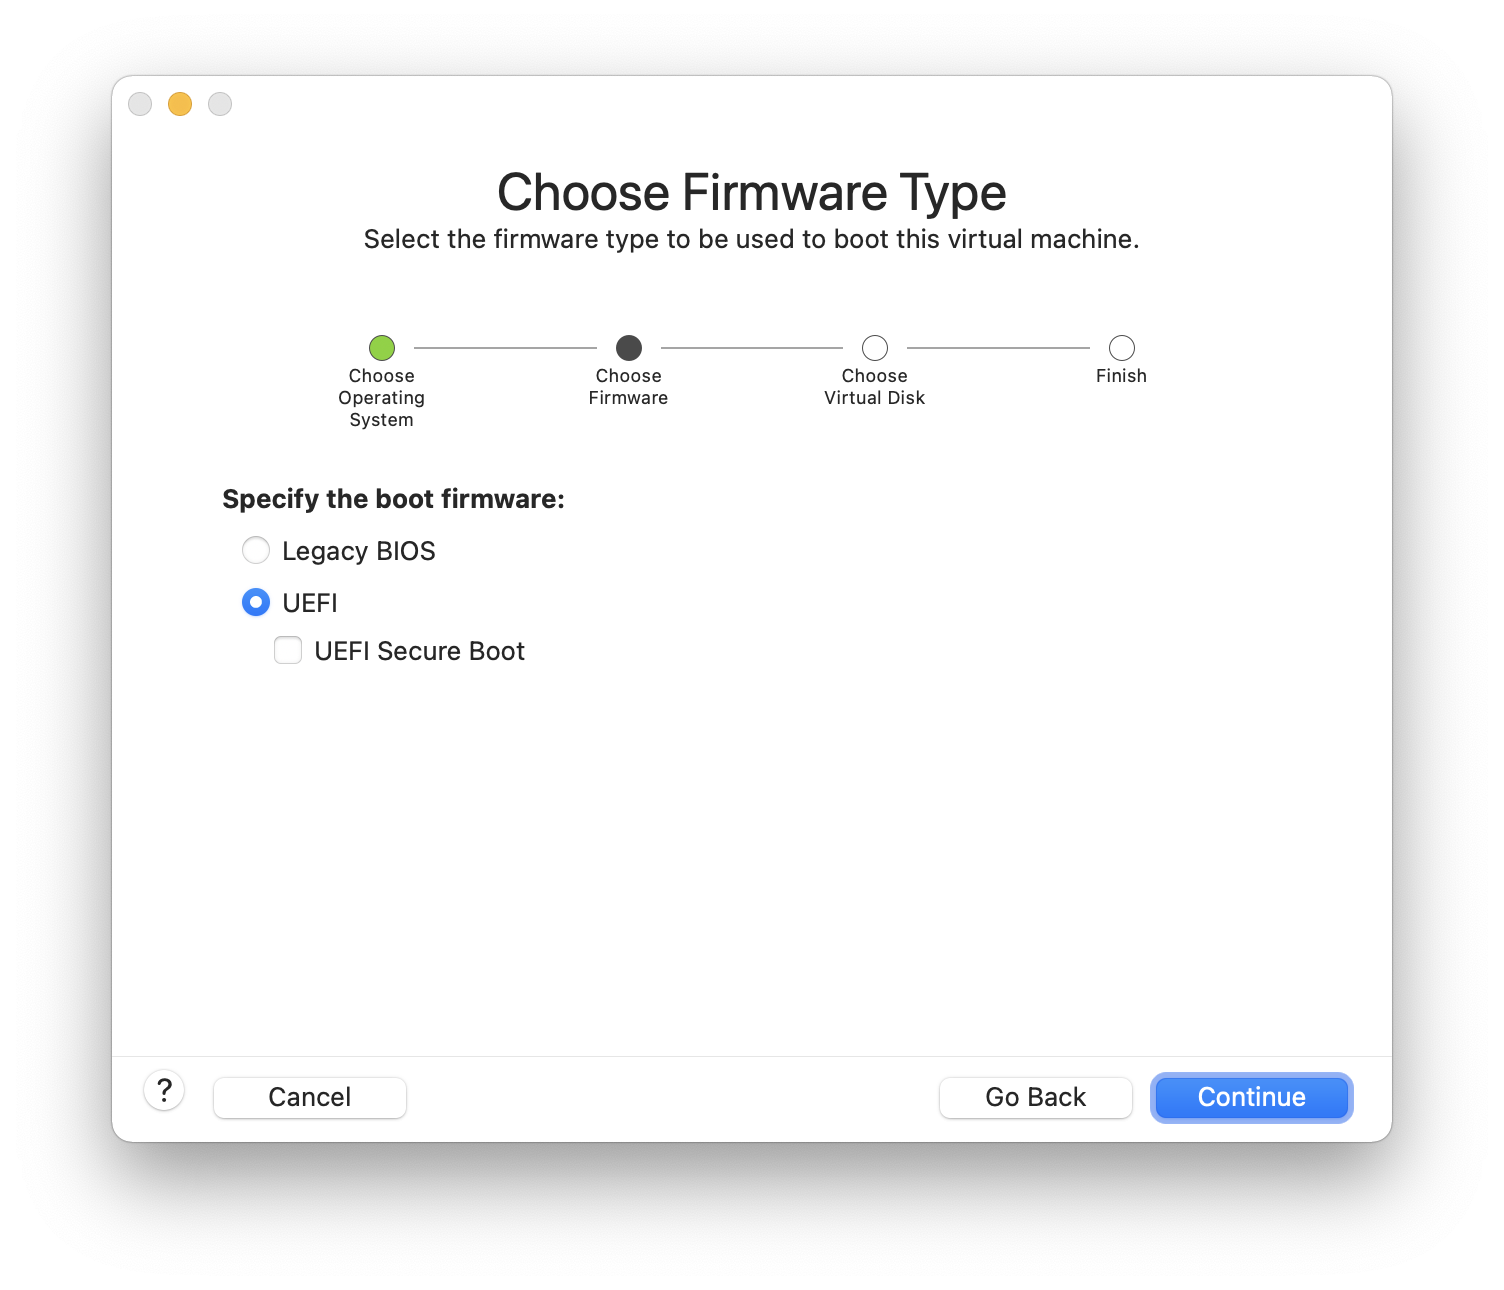 Choose Firmware Type
Select the firmware type to be used to boot this virtual machine.
Choose
Operating
System
Choose
Firmware
Choose
Virtual Disk
Finish
Specify the boot firmware:
Legacy BIOS
UEFI
UEFI Secure Boot
?
Cancel
Go Back
Continue